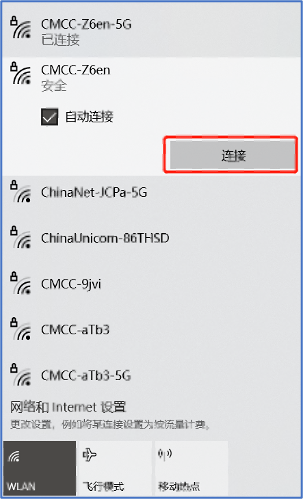 CMCC-Z6en-5G
已连接
CMCC-Z6en
安全
自动连接
连接
ChinaNet-JCPa-5G
ChinaUnicom-86THSD
CMCC-9jvi
CMCC-aTb3
CMCC-aTb3-5G
网络和 Internet 设置
更改设置，例如将某连接设置为按流量计费。
WLAN
飞行模式
移动热点